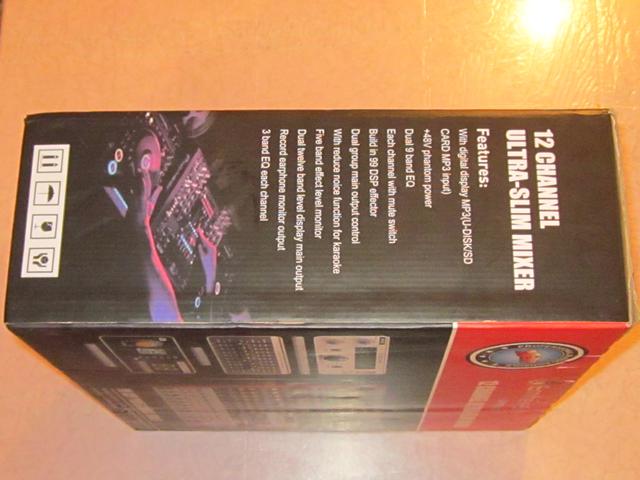 12 CHANNEL
ULTRA-SLIM MIXER
Features:
With digital display MP3(U-DISK/SD
CARD MP3 input)
+48V phantom power
Dual 9 band EQ
Each channel with mute switch
Build in 99 DSP effector
Dual group main output control
With reduce noice function for karaoke
Five band effect level monitor
Dual twelve band level display main output
Record earphone monitor output
3 band EQ each channel